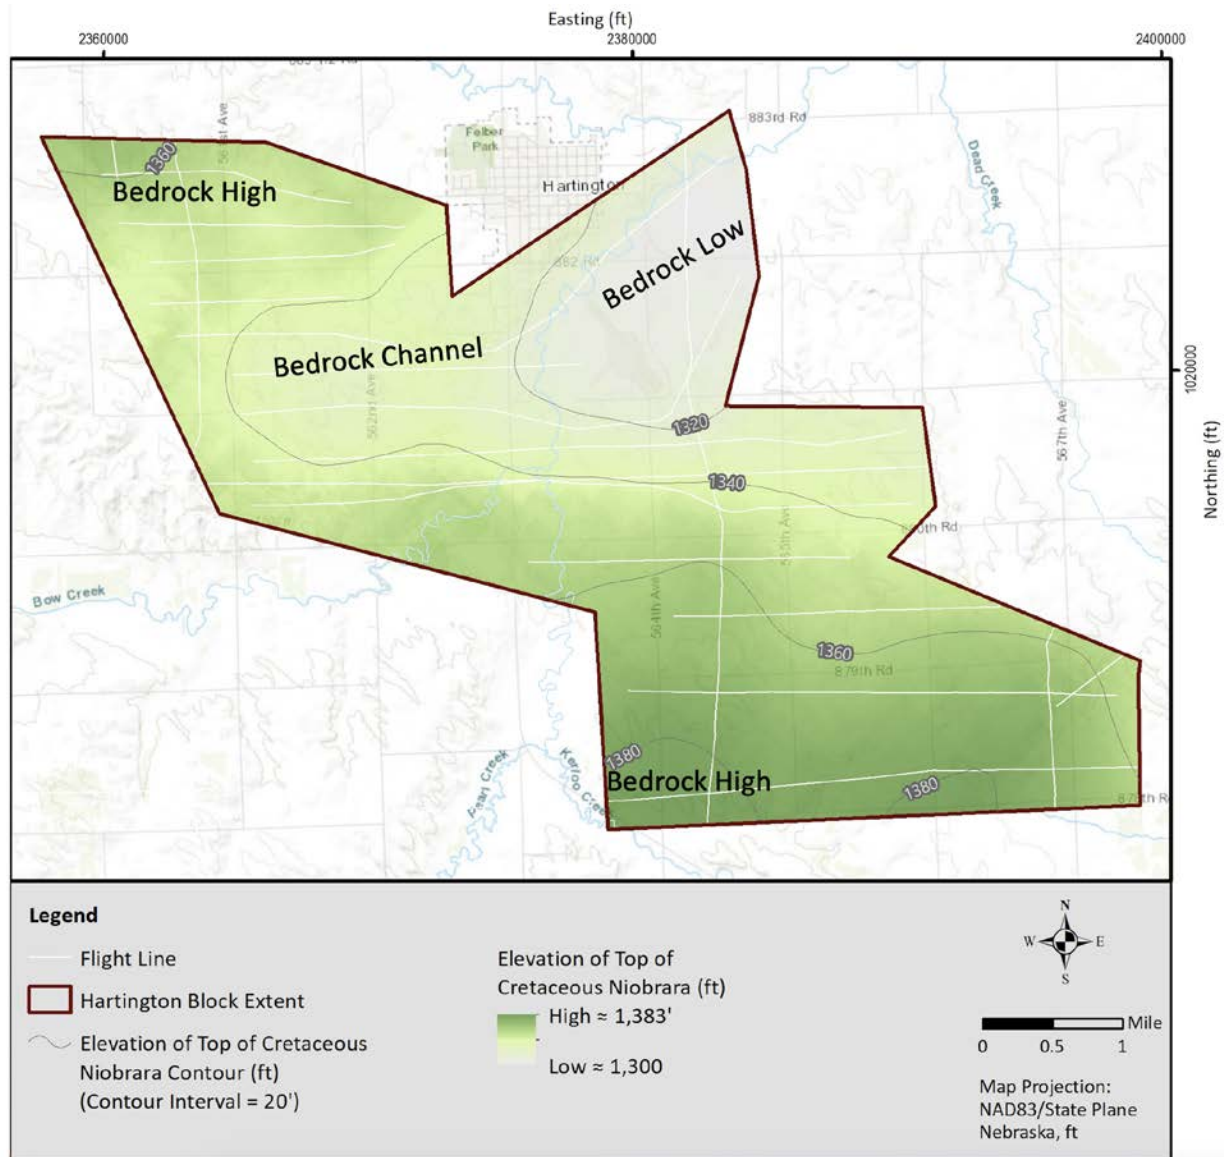 Easting (ft)
2360000
2380000
2400000
883rd Rd
Felber
Park
1360
Bedrock High
Hartington
Dead Creek
882 Rd
Bedrock Low
Bedrock Channel
1020000
Northing (ft)
562nd Ave
567th Ave
1320
1340
565th Ave
Bow Creek
564th Ave
1360
879th Rd
1380
Bedrock High
1380
Kerloo Creek
Legend
Flight Line
Hartington Block Extent
Elevation of Top of Cretaceous
Niobrara Contour (ft)
(Contour Interval = 20')
Elevation of Top of
Cretaceous Niobrara (ft)
High ≈ 1,383'
Low ≈ 1,300
N
W E
S
Mile
0 0.5 1
Map Projection:
NAD83/State Plane
Nebraska, ft